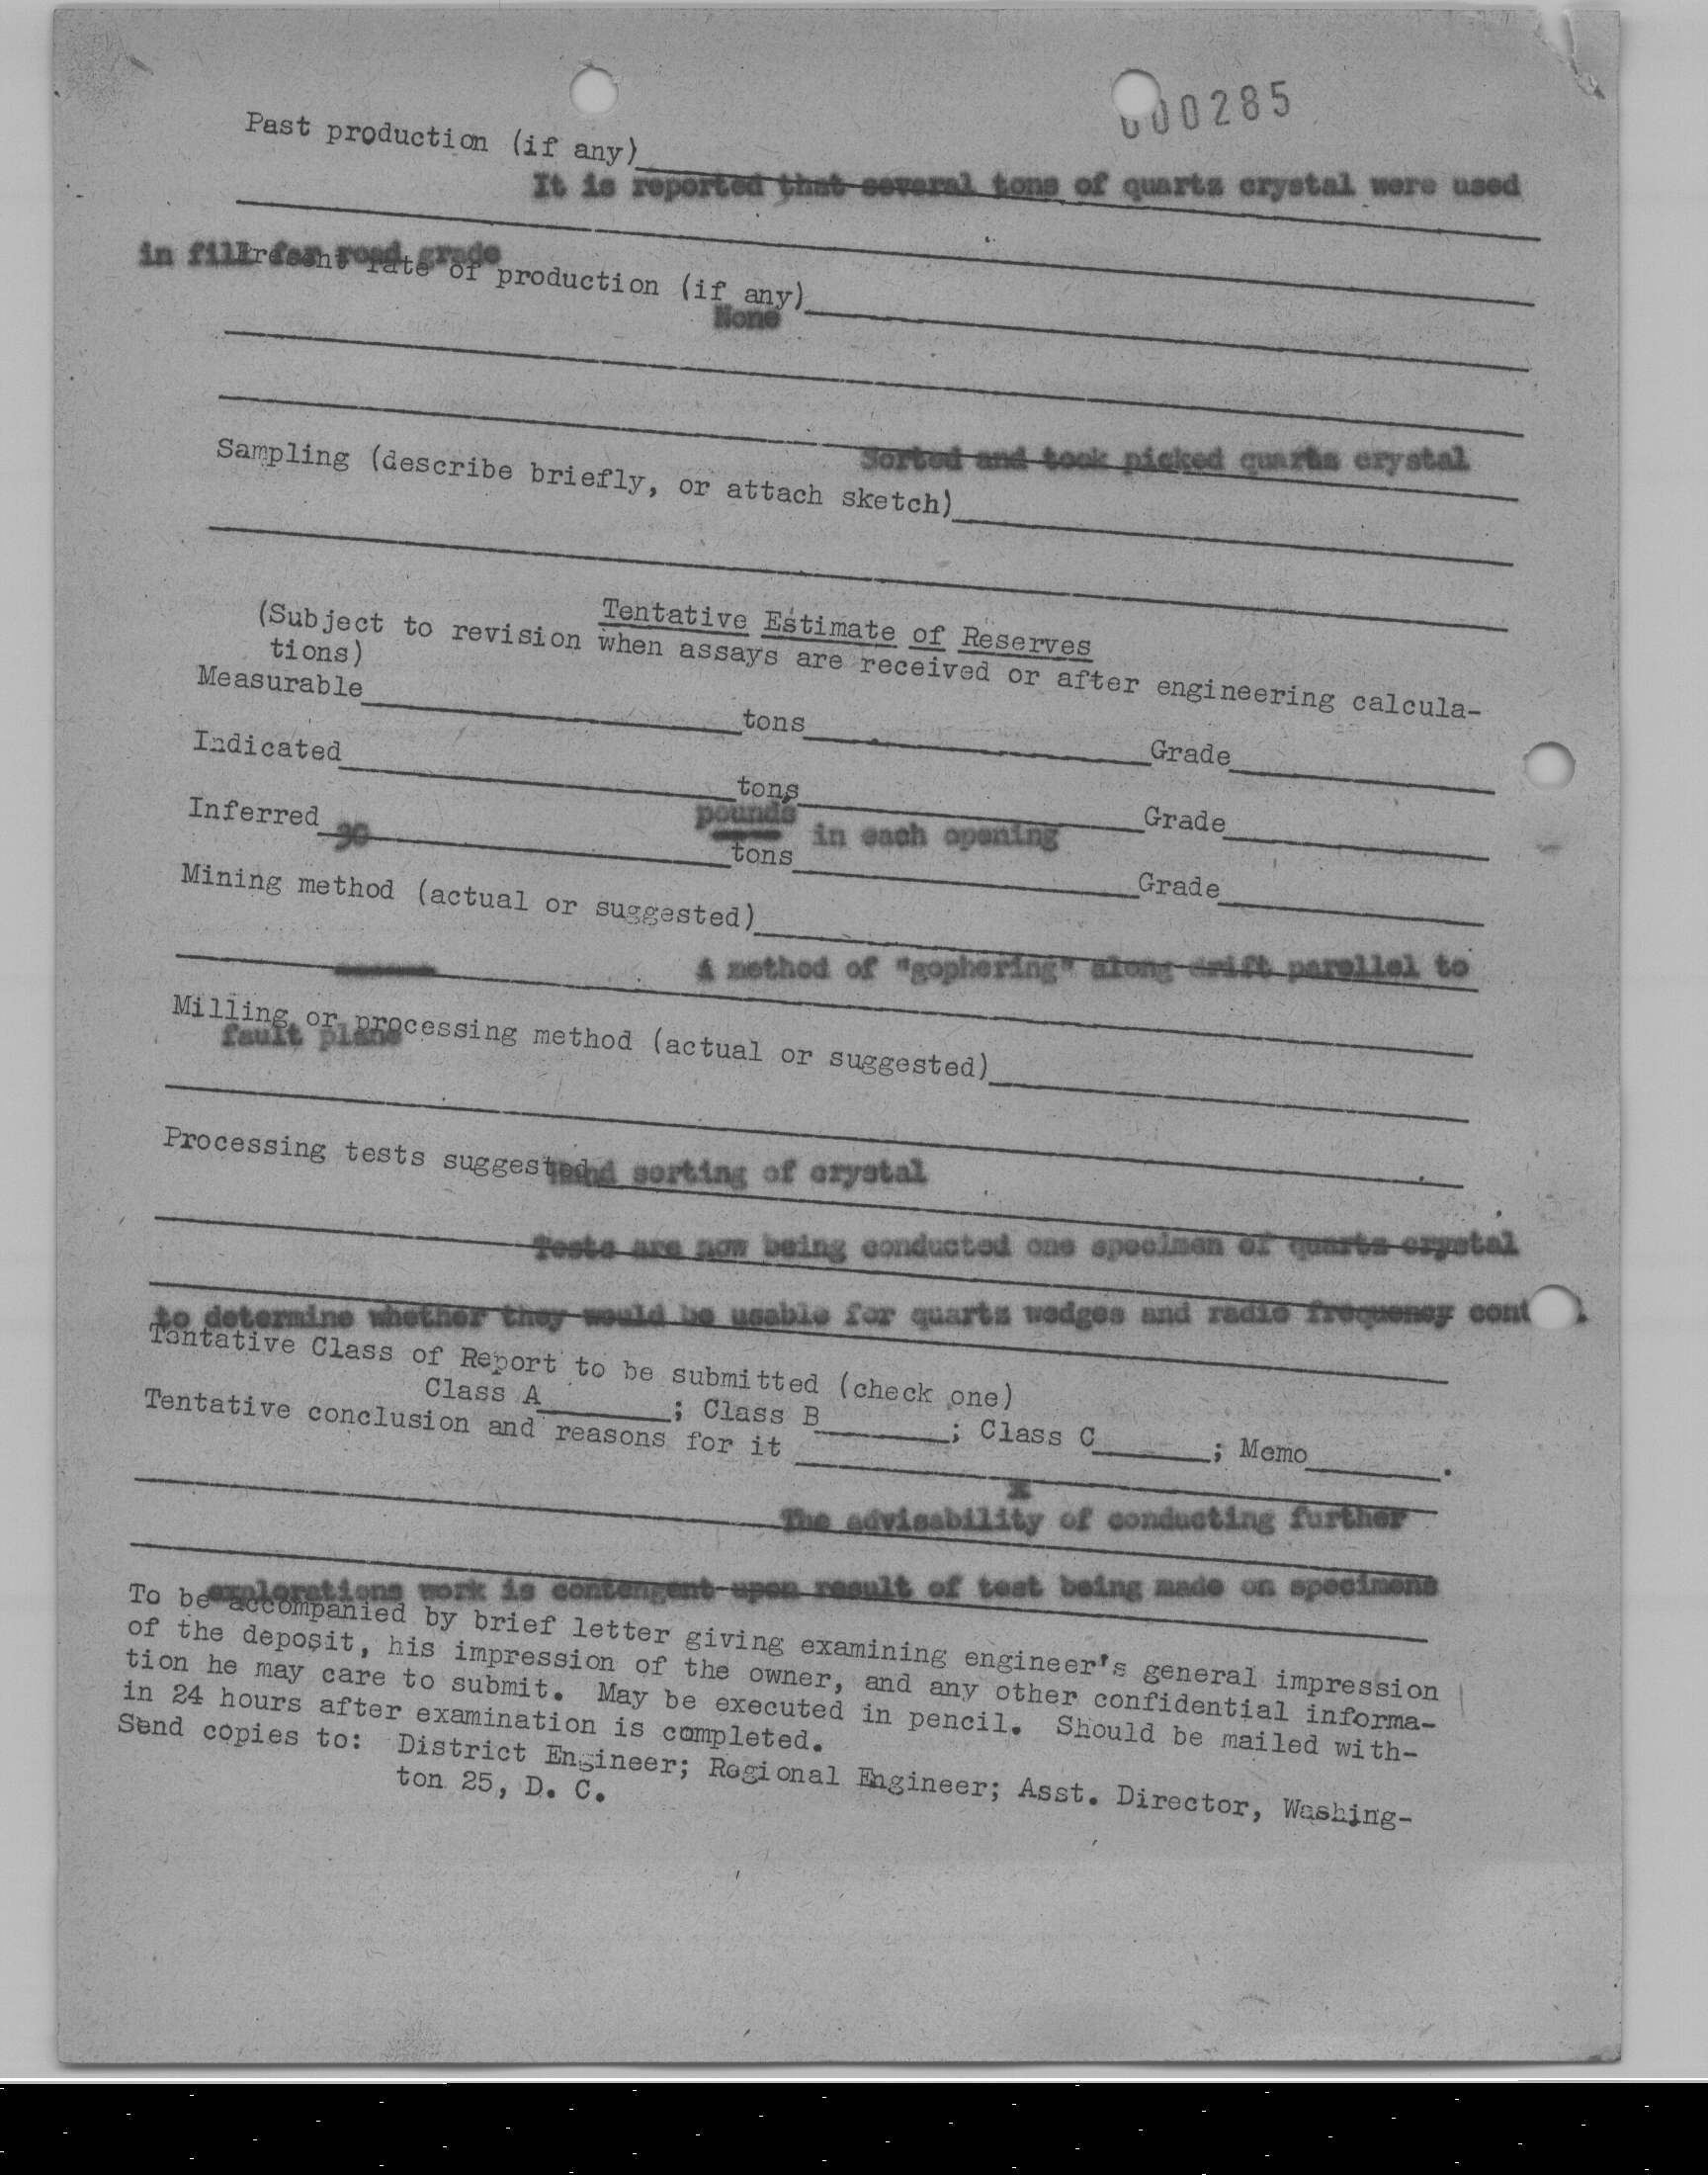 000285
Past production (if any)
It is reported that several tons of quartz crystal were used
in fill for road grade
Present rate of production (if any)
None
Sampling (describe briefly, or attach sketch)
Sorted and took picked quartz crystal
Tentative Estimate of Reserves
(Subject to revision when assays are received or after engineering calcula-
tions)
Measurable tons Grade
Indicated tons Grade
pounds
Inferred 30 tons in each opening Grade
Mining method (actual or suggested)
A method of "gophering" along drift parellel to
fault plane
Milling or processing method (actual or suggested)
Hand sorting of crystal
Processing tests suggested
Tests are now being conducted one specimen of quartz crystal
to determine whether they would be usable for quartz wedges and radio frequency cont .
Tentative Class of Report to be submitted (check one)
Class A ; Class B ; Class C ; Memo .
x
Tentative conclusion and reasons for it
The advisability of conducting further
explorations work is contengent upon result of test being made on specimens
To be accompanied by brief letter giving examining engineer's general impression
of the deposit, his impression of the owner, and any other confidential informa-
tion he may care to submit. May be executed in pencil. Should be mailed with-
in 24 hours after examination is completed.
Send copies to: District Engineer; Regional Engineer; Asst. Director, Washing-
ton 25, D. C.